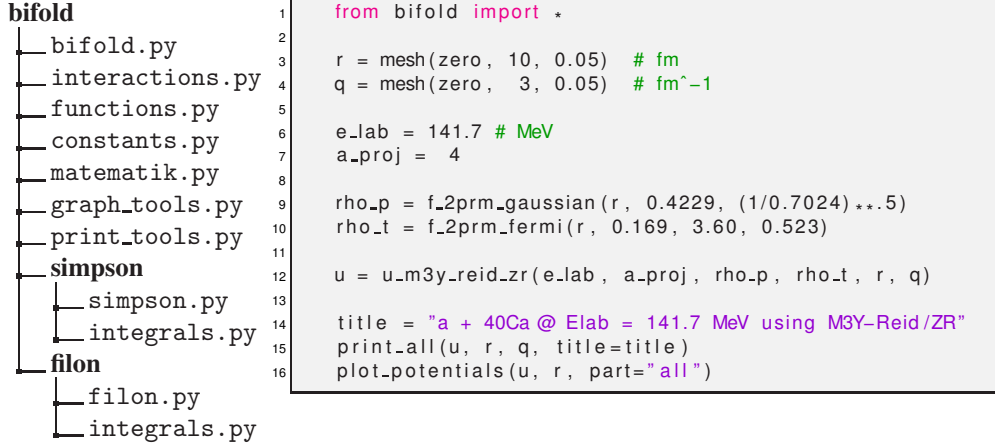 bifold
bifold.py
interactions.py
functions.py
constants.py
matematik.py
graph_tools.py
print_tools.py
simpson
simpson.py
integrals.py
filon
filon.py
integrals.py
1 from bifold import *
2
3 r = mesh(zero, 10, 0.05) # fm
4 q = mesh(zero, 3, 0.05) # fm^−1
5
6 e_lab = 141.7 # MeV
7 a_proj = 4
8
9 rho_p = f_2prm_gaussian(r, 0.4229, (1/0.7024)**.5)
10 rho_t = f_2prm_fermi(r, 0.169, 3.60, 0.523)
11
12 u = u_m3y_reid_zr(e_lab, a_proj, rho_p, rho_t, r, q)
13
14 title = "a + 40Ca @ Elab = 141.7 MeV using M3Y−Reid/ZR"
15 print_all(u, r, q, title=title)
16 plot_potentials(u, r, part="all")